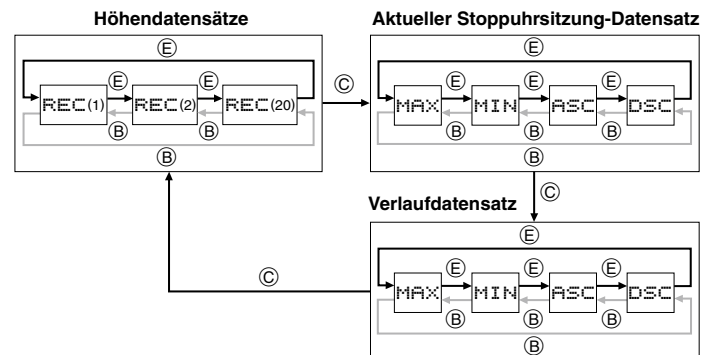 Höhendatensätze
Aktueller Stoppuhrsitzung-Datensatz
E
E
E E
E E E
REC(1) REC(2) REC(20)
C
MAX MIN ASC DSC
B B
B B B
B
B
C
Verlaufdatensatz
E
C
E E E
MAX MIN ASC DSC
B B B
B